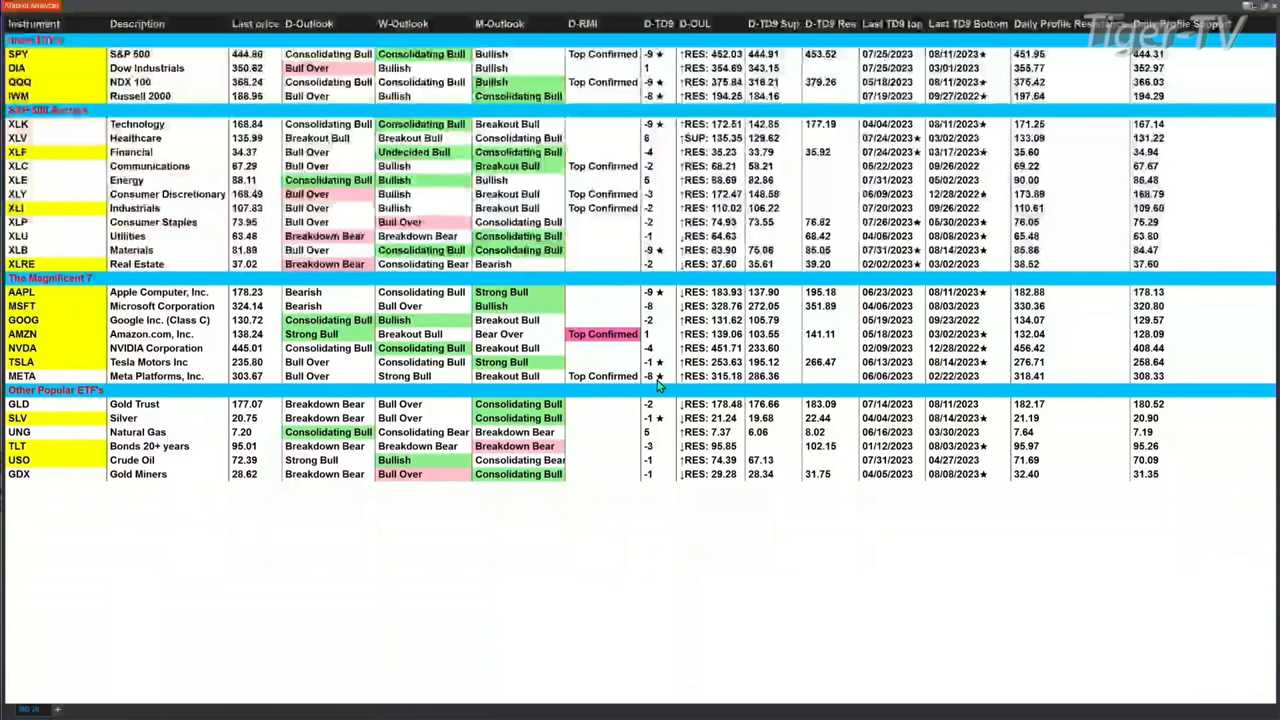 Instrument Description Last price D-Outlook W-Outlook M-Outlook D-RMI D-TD9 D-OUL D-TD9 Sup D-TD9 Res Last TD9 Top Last TD9 Bottom Daily Profile Resistance Daily Profile Support
Tiger-TV
Index ETF's
SPY S&P 500 444.90 Consolidating Bull Consolidating Bull Bullish Top Confirmed -9 ★ ↑RES: 452.03 444.91 453.52 07/25/2023 08/11/2023★ 451.95 444.31
DIA Dow Industrials 350.62 Bull Over Bullish Bullish 1 ↑RES: 354.69 343.15 07/25/2023 03/01/2023 355.77 352.97
QQQ NDX 100 368.24 Consolidating Bull Bullish Bullish Top Confirmed -9 ★ ↑RES: 375.84 318.21 379.26 07/18/2023 05/18/2023★ 376.42 366.03
IWM Russell 2000 188.95 Bull Over Bullish Consolidating Bull -8 ★ ↑RES: 194.25 184.16 07/19/2023 09/27/2022★ 197.64 194.29
S&P 500 Sectors
XLK Technology 168.84 Consolidating Bull Consolidating Bull Breakout Bull -9 ★ ↑RES: 172.51 142.85 177.19 04/04/2023 03/02/2023 171.25 167.14
XLV Healthcare 135.99 Breakout Bull Breakout Bull Bullish 6 ↑SUP: 135.35 129.62 07/24/2023★ 05/02/2023 133.09 131.22
XLF Financial 34.37 Bull Over Undecided Bull Consolidating Bull -4 ↑RES: 35.23 33.79 35.92 07/24/2023★ 03/17/2023★ 35.60 34.94
XLC Communications 67.29 Bull Over Bullish Breakout Bull Top Confirmed -2 ↑RES: 68.21 58.21 05/22/2023 09/26/2022 69.22 67.67
XLE Energy 88.11 Consolidating Bull Bullish Bullish 5 ↑RES: 88.69 82.86 07/31/2023 05/02/2023 90.00 86.48
XLY Consumer Discretionary 168.49 Bull Over Bullish Breakout Bull Top Confirmed -3 ↑RES: 172.47 148.58 06/09/2023 12/28/2022★ 173.89 168.79
XLI Industrials 107.83 Bull Over Bullish Breakout Bull Top Confirmed -2 ↑RES: 110.02 106.22 07/20/2023 09/26/2022 110.61 109.60
XLP Consumer Staples 73.95 Bull Over Bull Over Consolidating Bull -2 ↑RES: 74.93 73.55 76.82 07/26/2023★ 05/30/2023★ 76.05 75.29
XLU Utilities 63.46 Breakdown Bear Breakdown Bear Consolidating Bull -1 ↓RES: 64.63 68.42 04/06/2023 08/08/2023★ 65.48 63.80
XLB Materials 81.89 Bull Over Consolidating Bull Consolidating Bull -9 ★ ↓RES: 83.90 75.06 85.05 07/31/2023★ 08/14/2023★ 85.86 84.47
XLRE Real Estate 37.02 Breakdown Bear Consolidating Bear Bearish -2 ↓RES: 37.60 35.61 39.20 02/02/2023★ 03/02/2023 38.52 37.60
The Magnificent 7
AAPL Apple Computer, Inc. 178.23 Bearish Consolidating Bull Strong Bull -9 ★ ↓RES: 183.93 137.90 195.18 06/23/2023 08/11/2023★ 182.88 178.13
MSFT Microsoft Corporation 324.14 Bearish Bull Over Bullish -8 ↓RES: 328.76 272.05 351.89 04/03/2023 08/03/2023★ 330.36 320.80
GOOG Google Inc. (Class C) 130.72 Consolidating Bull Bullish Breakout Bull -2 ↑RES: 131.62 105.79 05/19/2023 09/23/2022 134.07 129.57
AMZN Amazon.com, Inc. 138.24 Strong Bull Breakout Bull Bear Over Top Confirmed 1 ↑RES: 139.06 103.55 141.11 05/18/2023 03/03/2023★ 132.04 128.09
NVDA NVIDIA Corporation 445.01 Consolidating Bull Consolidating Bull Breakout Bull -4 ↑RES: 451.71 233.60 02/09/2023 12/28/2022★ 456.42 408.44
TSLA Tesla Motors Inc 235.80 Bull Over Consolidating Bull Strong Bull -1 ★ ↑RES: 253.63 195.12 266.47 06/13/2023 08/14/2023★ 276.71 258.64
META Meta Platforms, Inc. 303.67 Bull Over Strong Bull Breakout Bull Top Confirmed -8 ★ ↑RES: 315.18 286.36 06/06/2023 02/22/2023 318.41 308.33
Other Popular ETF's
GLD Gold Trust 177.07 Breakdown Bear Bull Over Consolidating Bull -2 ↓RES: 178.48 176.66 183.09 07/14/2023 08/11/2023 182.17 180.52
SLV Silver 20.75 Breakdown Bear Bull Over Consolidating Bull -1 ★ ↓RES: 21.24 19.68 22.44 04/04/2023 08/14/2023★ 21.19 20.90
UNG Natural Gas 7.20 Consolidating Bull Consolidating Bear Breakdown Bear 5 ↑RES: 7.37 6.06 8.02 06/16/2023 03/30/2023 7.64 7.19
TLT Bonds 20+ years 95.01 Breakdown Bear Breakdown Bear Breakdown Bear -3 ↑RES: 95.85 102.15 01/12/2023 08/03/2023★ 95.97 95.26
USO Crude Oil 72.39 Strong Bull Bullish Consolidating Bear -1 ↑RES: 74.39 67.13 07/31/2023 04/27/2023 71.69 70.09
GDX Gold Miners 28.62 Bull Over Bull Over Consolidating Bull -1 ↑RES: 29.28 28.34 31.75 04/05/2023 08/08/2023★ 32.40 31.35